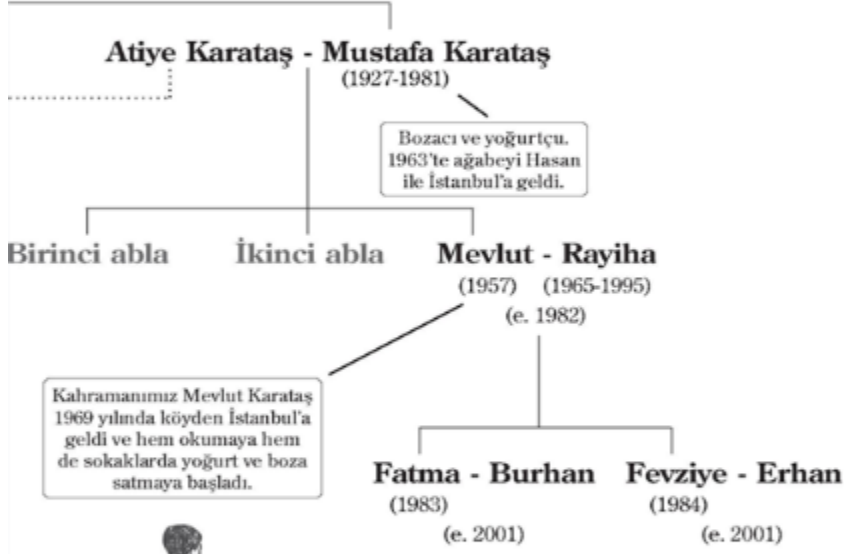 Atiye Karataş - Mustafa Karataş
(1927-1981)
Bozacı ve yoğurtçu.
1963'te ağabeyi Hasan
ile İstanbul'a geldi.
Birinci abla
İkinci abla
Mevlut - Rayiha
(1957) (1965-1995)
(e. 1982)
Kahramanımız Mevlut Karataş
1969 yılında köyden İstanbul'a
geldi ve hem okumaya hem
de sokaklarda yoğurt ve boza
satmaya başladı.
Fatma - Burhan
(1983)
(e. 2001)
Fevziye - Erhan
(1984)
(e. 2001)